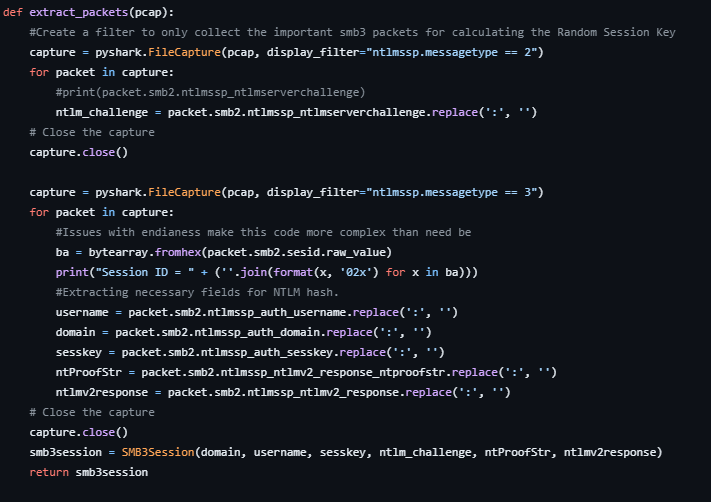 def extract_packets(pcap):
    #Create a filter to only collect the important smb3 packets for calculating the Random Session Key
    capture = pyshark.FileCapture(pcap, display_filter="ntlmssp.messagetype == 2")
    for packet in capture:
        #print(packet.smb2.ntlmssp_ntlmserverchallenge)
        ntlm_challenge = packet.smb2.ntlmssp_ntlmserverchallenge.replace(':', '')
    # Close the capture
    capture.close()

    capture = pyshark.FileCapture(pcap, display_filter="ntlmssp.messagetype == 3")
    for packet in capture:
        #Issues with endianess make this code more complex than need be
        ba = bytearray.fromhex(packet.smb2.sesid.raw_value)
        print("Session ID = " + (''.join(format(x, '02x') for x in ba)))
        #Extracting necessary fields for NTLM hash.
        username = packet.smb2.ntlmssp_auth_username.replace(':', '')
        domain = packet.smb2.ntlmssp_auth_domain.replace(':', '')
        sesskey = packet.smb2.ntlmssp_auth_sesskey.replace(':', '')
        ntProofStr = packet.smb2.ntlmssp_ntlmv2_response_ntproofstr.replace(':', '')
        ntlmv2response = packet.smb2.ntlmssp_ntlmv2_response.replace(':', '')
    # Close the capture
    capture.close()
    smb3session = SMB3Session(domain, username, sesskey, ntlm_challenge, ntProofStr, ntlmv2response)
    return smb3session